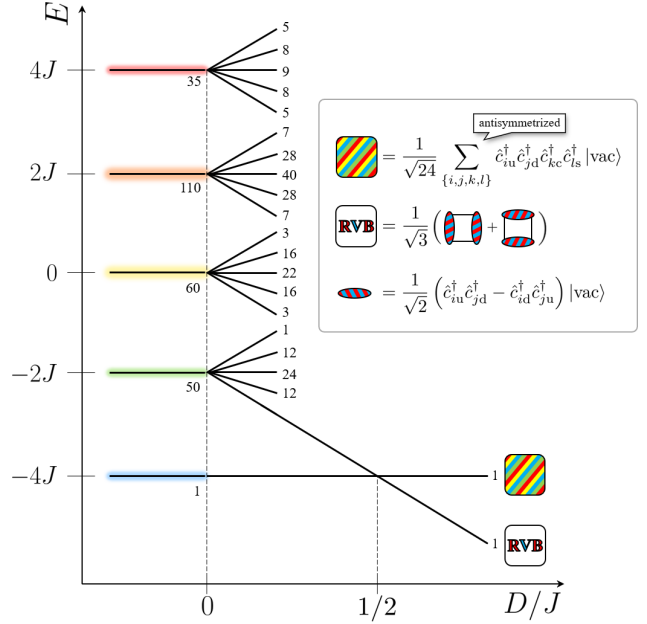 E
4J
35
5
8
9
8
5
2J
110
7
28
40
28
7
0
60
3
16
22
16
3
−2J
50
1
12
24
12
−4J
1
1
1 RVB
0
1/2
D/J
antisymmetrized
= 1/√24 ∑_{i,j,k,l} ĉ†_{iu} ĉ†_{jd} ĉ†_{kc} ĉ†_{ls} |vac⟩
RVB = 1/√3 ( + )
= 1/√2 (ĉ†_{iu} ĉ†_{jd} − ĉ†_{id} ĉ†_{ju}) |vac⟩